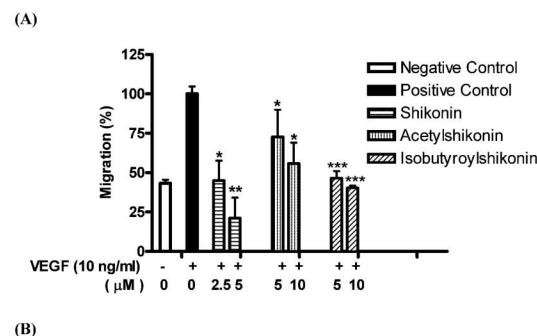 (A)
125
100
75
50
25
0
Migration (%)
Negative Control
Positive Control
Shikonin
Acetylshikonin
Isobutyroylshikonin
* ** * * *** ***
VEGF (10 ng/ml) - + + + + + + +
( μM ) 0 0 2.5 5 5 10 5 10
(B)